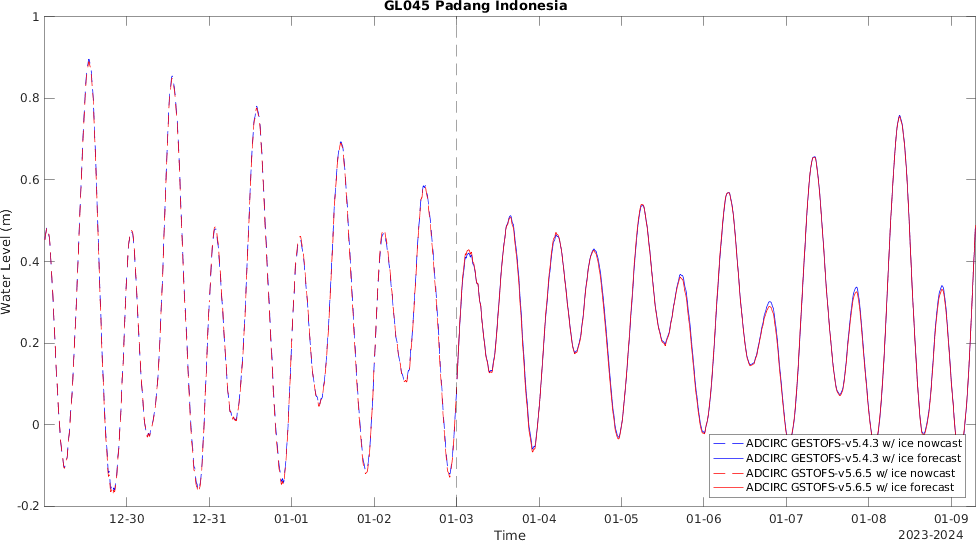 GL045 Padang Indonesia
Water Level (m)
1
0.8
0.6
0.4
0.2
0
-0.2
12-30
12-31
01-01
01-02
01-03
01-04
01-05
01-06
01-07
01-08
01-09
Time
2023-2024
ADCIRC GESTOFS-v5.4.3 w/ ice nowcast
ADCIRC GESTOFS-v5.4.3 w/ ice forecast
ADCIRC GSTOFS-v5.6.5 w/ ice nowcast
ADCIRC GSTOFS-v5.6.5 w/ ice forecast